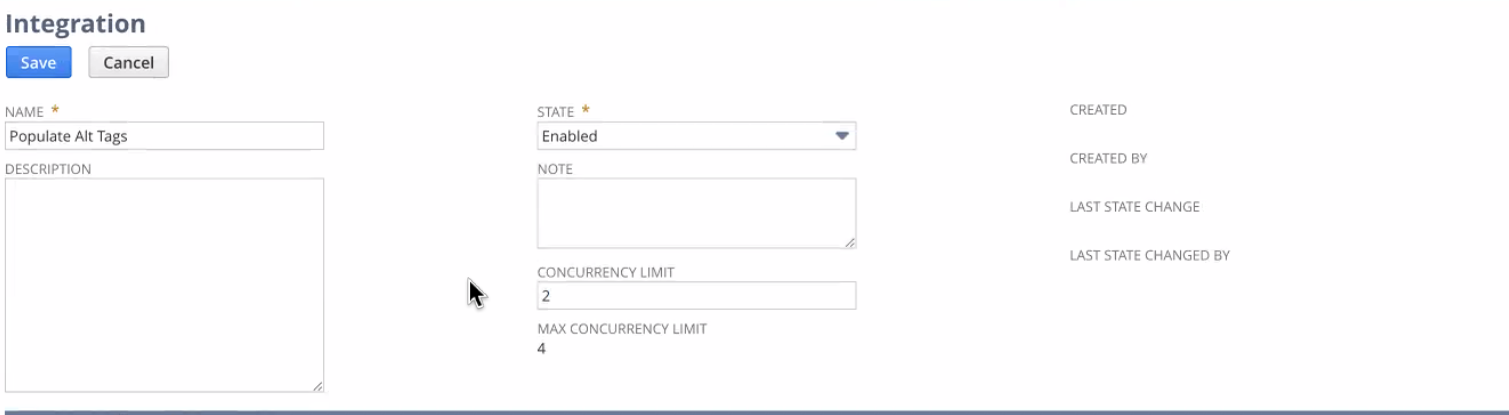 Integration
Save Cancel
NAME *
Populate Alt Tags
DESCRIPTION
STATE *
Enabled
NOTE
CONCURRENCY LIMIT
2
MAX CONCURRENCY LIMIT
4
CREATED
CREATED BY
LAST STATE CHANGE
LAST STATE CHANGED BY